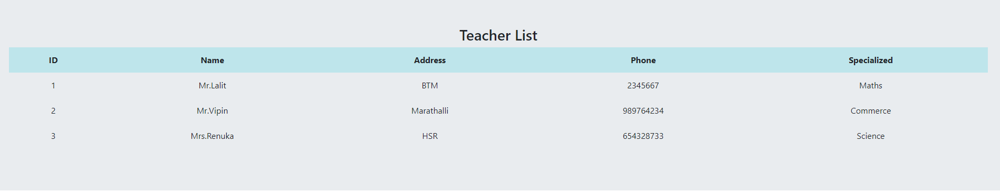 Teacher List
ID Name Address Phone Specialized
1 Mr.Lalit BTM 2345667 Maths
2 Mr.Vipin Marathalli 989764234 Commerce
3 Mrs.Renuka HSR 654328733 Science